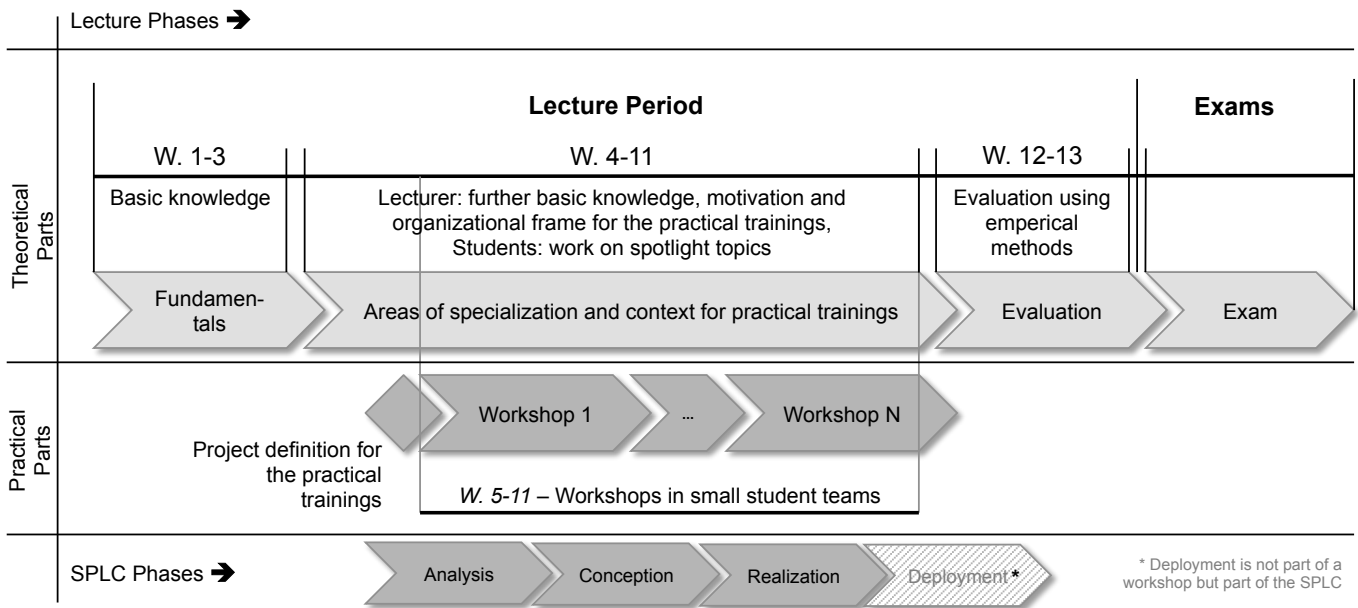 Lecture Phases ➔
Theoretical
Parts
Lecture Period
Exams
W. 1-3
W. 4-11
W. 12-13
Basic knowledge
Lecturer: further basic knowledge, motivation and
organizational frame for the practical trainings,
Students: work on spotlight topics
Evaluation using
emperical
methods
Fundamen-
tals
Areas of specialization and context for practical trainings
Evaluation
Exam
Practical
Parts
Workshop 1
...
Workshop N
Project definition for
the practical
trainings
W. 5-11 – Workshops in small student teams
SPLC Phases ➔
Analysis
Conception
Realization
Deployment *
* Deployment is not part of a
workshop but part of the SPLC